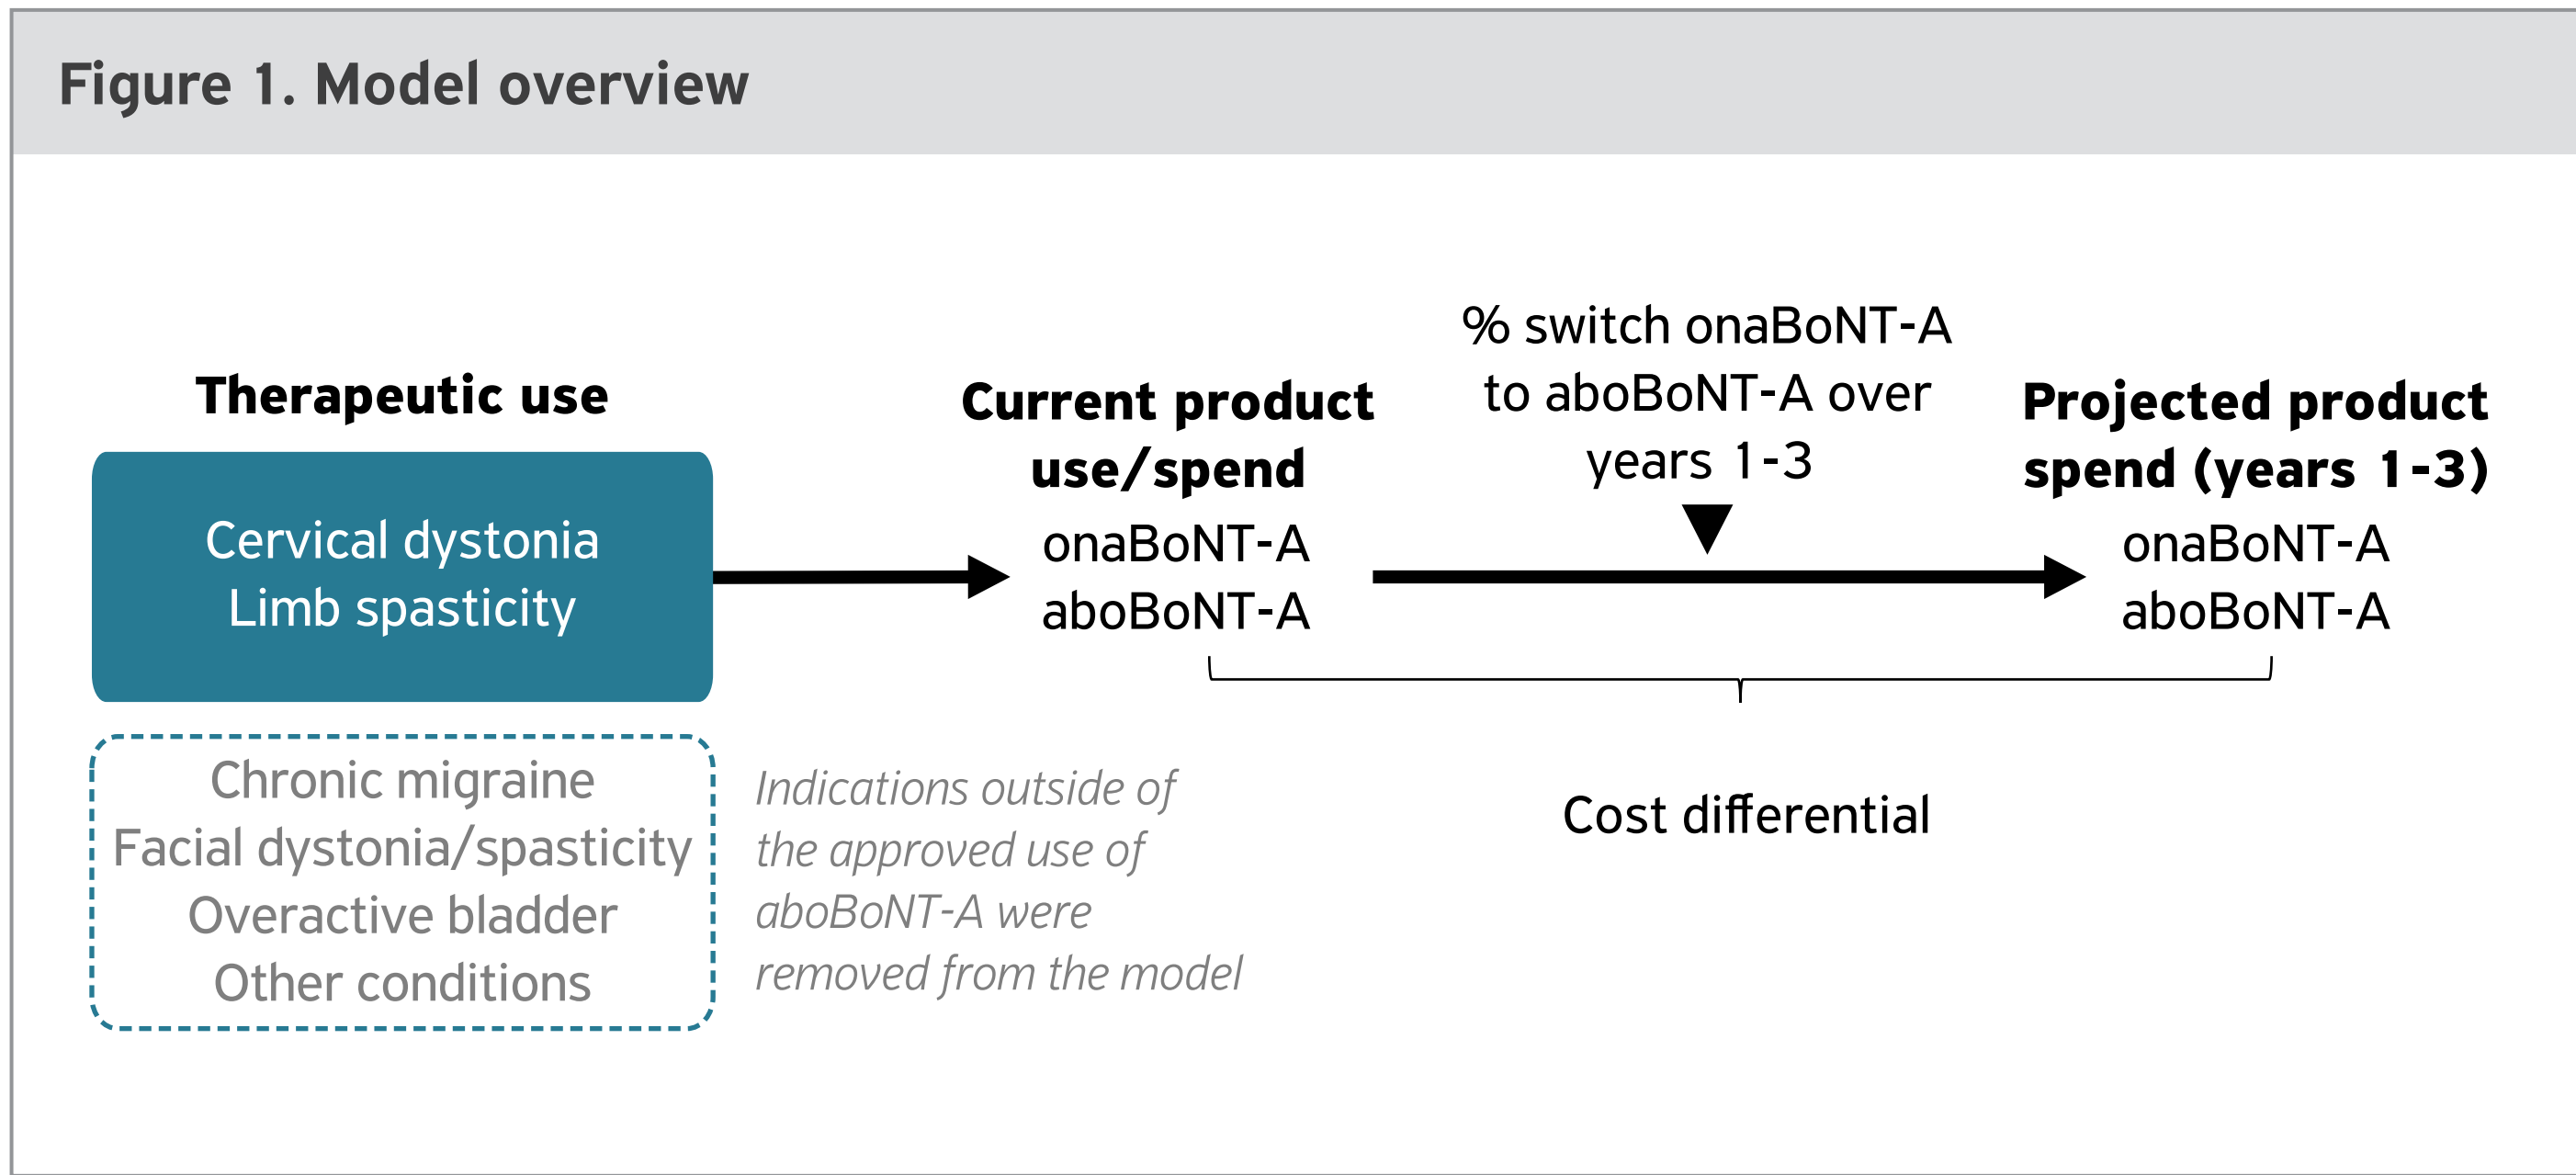 Figure 1. Model overview
Therapeutic use
Cervical dystonia
Limb spasticity
Chronic migraine
Facial dystonia/spasticity
Overactive bladder
Other conditions
Indications outside of
the approved use of
aboBoNT-A were
removed from the model
Current product
use/spend
onaBoNT-A
aboBoNT-A
% switch onaBoNT-A
to aboBoNT-A over
years 1-3
Projected product
spend (years 1-3)
onaBoNT-A
aboBoNT-A
Cost differential